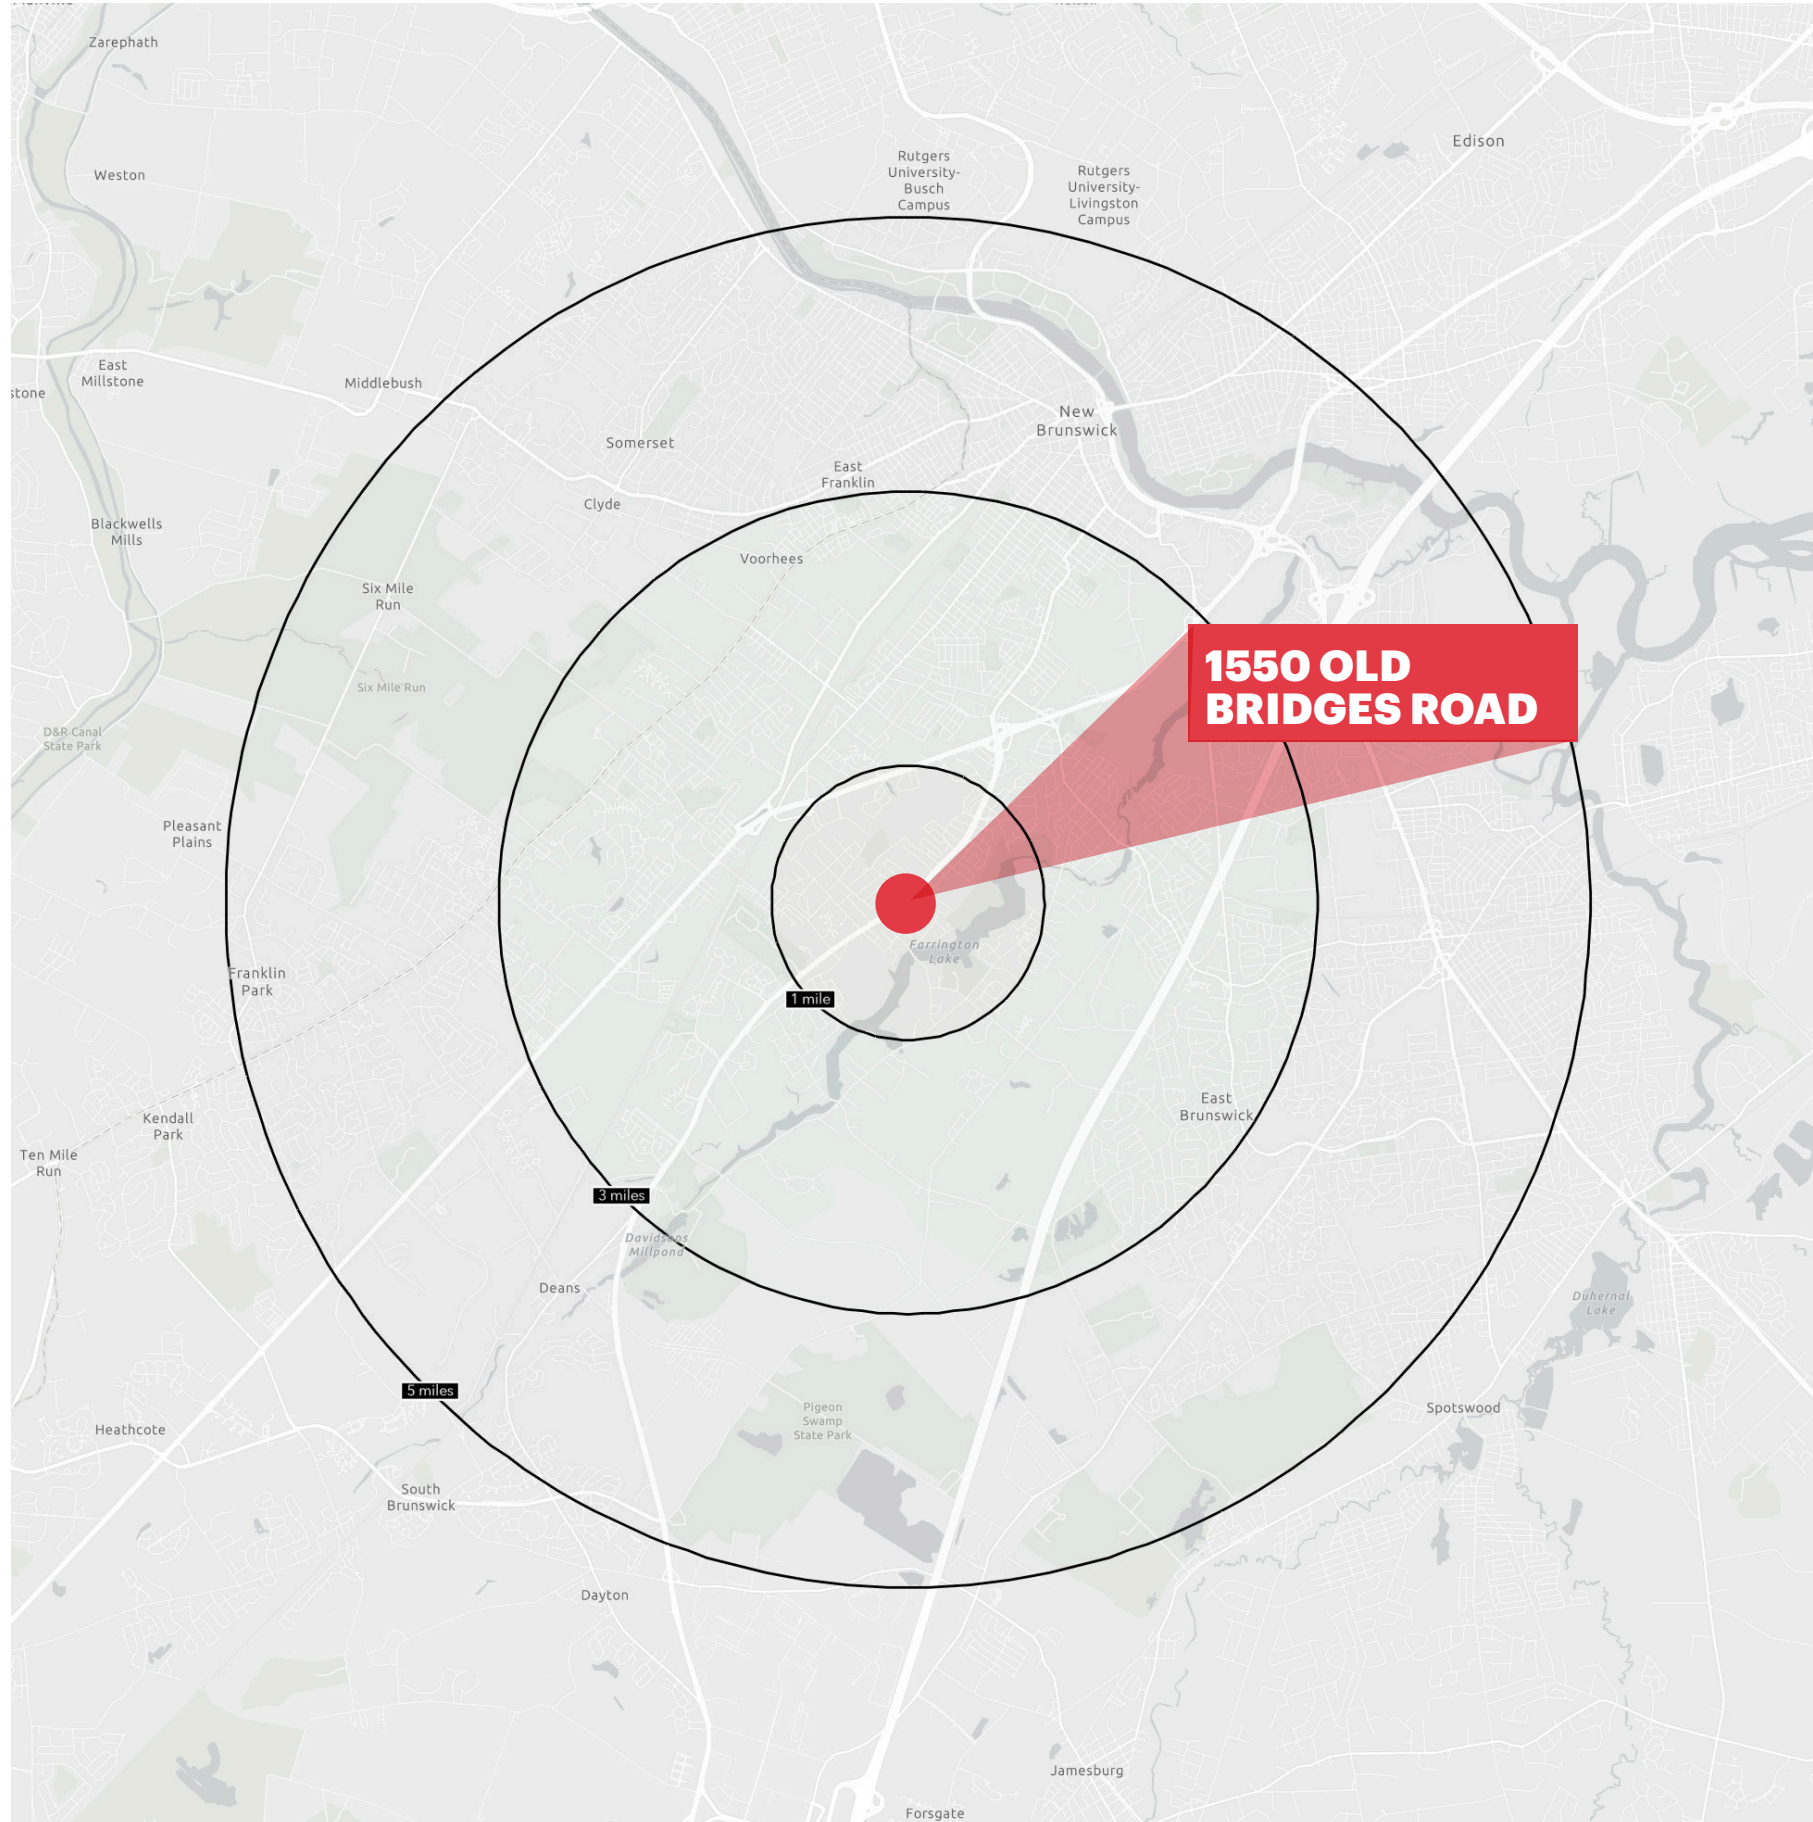 Zarephath
Edison
Rutgers
University-
Busch
Campus
Rutgers
University-
Livingston
Campus
Weston
East
Millstone
Middlebush
stone
New
Brunswick
Somerset
East
Franklin
Clyde
Blackwells
Mills
Voorhees
Six Mile
Run
1550 OLD
BRIDGES ROAD
Six Mile Run
D&R Canal
State Park
Pleasant
Plains
Farrington
Lake
Franklin
Park
1 mile
East
Brunswick
Kendall
Park
Ten Mile
Run
3 miles
Davidsons
Millpond
Deans
Duhernal
Lake
5 miles
Pigeon
Swamp
State Park
Spotswood
Heathcote
South
Brunswick
Dayton
Jamesburg
Forsgate